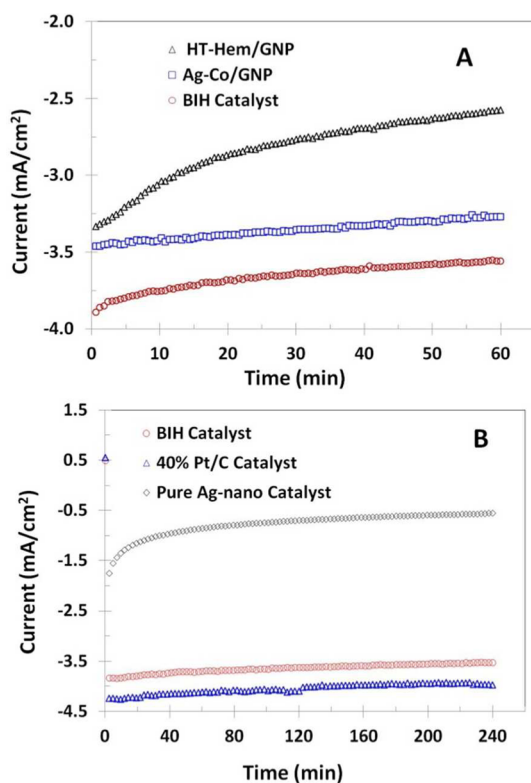 -2.0
HT-Hem/GNP
A
Ag-Co/GNP
BIH Catalyst
-2.5
-3.0
-3.5
-4.0
Current (mA/cm²)
0 10 20 30 40 50 60
Time (min)
1.5
BIH Catalyst
B
0.5
40% Pt/C Catalyst
Pure Ag-nano Catalyst
-0.5
-1.5
-2.5
-3.5
-4.5
Current (mA/cm²)
0 40 80 120 160 200 240
Time (min)